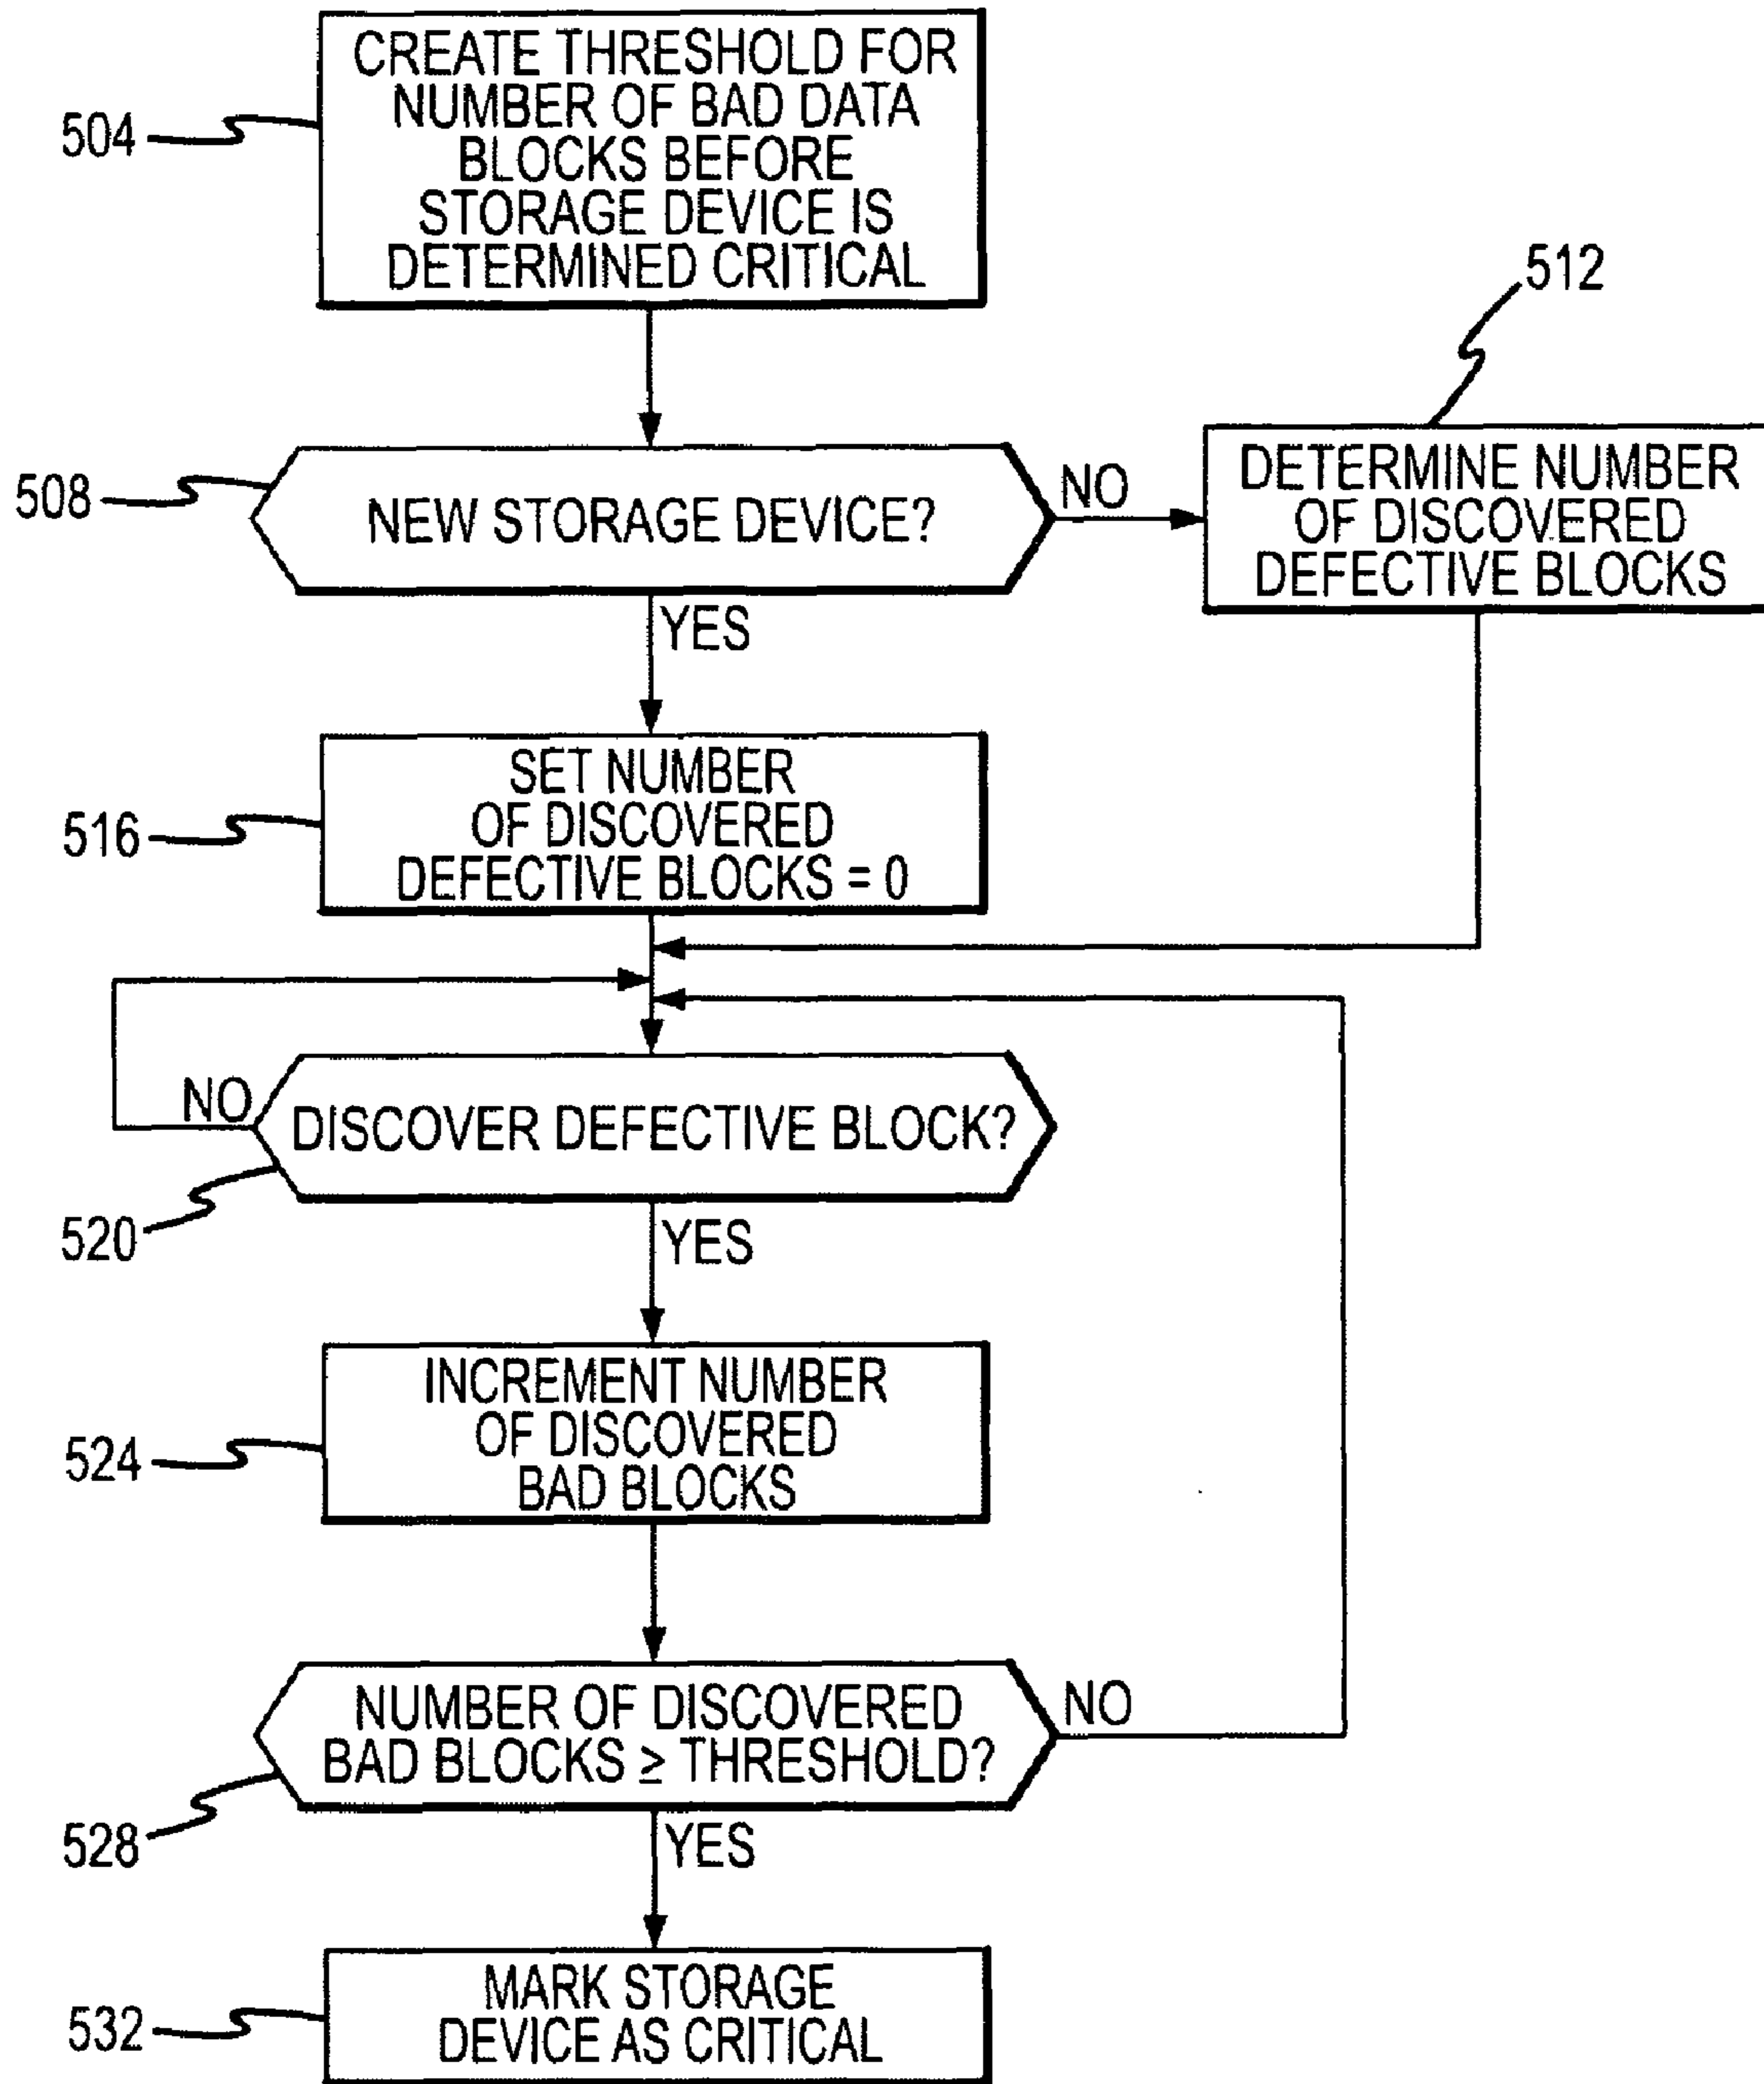 CREATE THRESHOLD FOR
NUMBER OF BAD DATA
BLOCKS BEFORE
STORAGE DEVICE IS
DETERMINED CRITICAL
504
512
508
NEW STORAGE DEVICE?
NO
DETERMINE NUMBER
OF DISCOVERED
DEFECTIVE BLOCKS
YES
SET NUMBER
OF DISCOVERED
DEFECTIVE BLOCKS = 0
516
NO
DISCOVER DEFECTIVE BLOCK?
520
YES
INCREMENT NUMBER
OF DISCOVERED
BAD BLOCKS
524
NUMBER OF DISCOVERED
BAD BLOCKS ≥ THRESHOLD?
NO
528
YES
MARK STORAGE
DEVICE AS CRITICAL
532